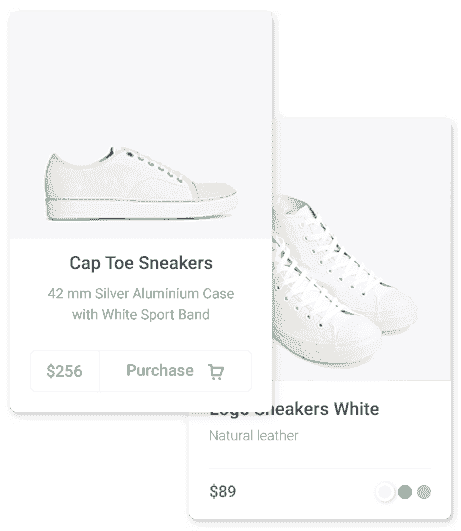 Cap Toe Sneakers
42 mm Silver Aluminium Case
with White Sport Band
$256
Purchase
Logo Sneakers White
Natural leather
$89